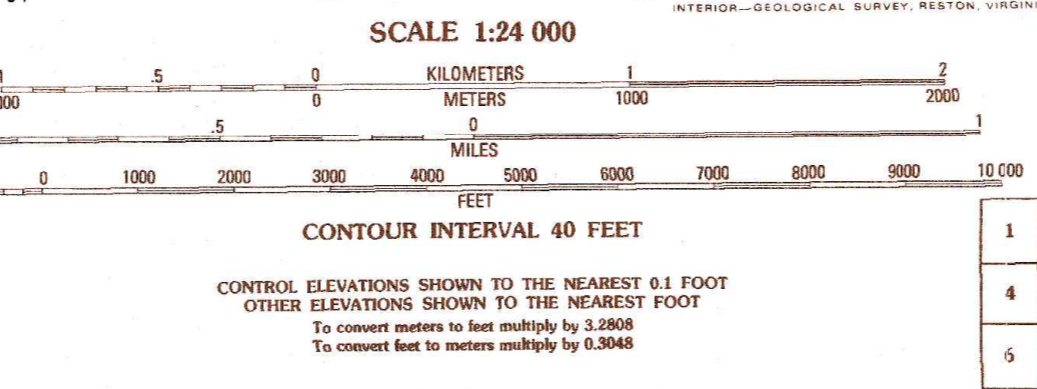 INTERIOR—GEOLOGICAL SURVEY, RESTON, VIRGINI
SCALE 1:24 000
1 .5 0 KILOMETERS 1 2
000 0 METERS 1000 2000
.5 0 1
MILES
0 1000 2000 3000 4000 5000 6000 7000 8000 9000 10 000
FEET
CONTOUR INTERVAL 40 FEET
1
CONTROL ELEVATIONS SHOWN TO THE NEAREST 0.1 FOOT
4
OTHER ELEVATIONS SHOWN TO THE NEAREST FOOT
To convert meters to feet multiply by 3.2808
To convert feet to meters multiply by 0.3048
6